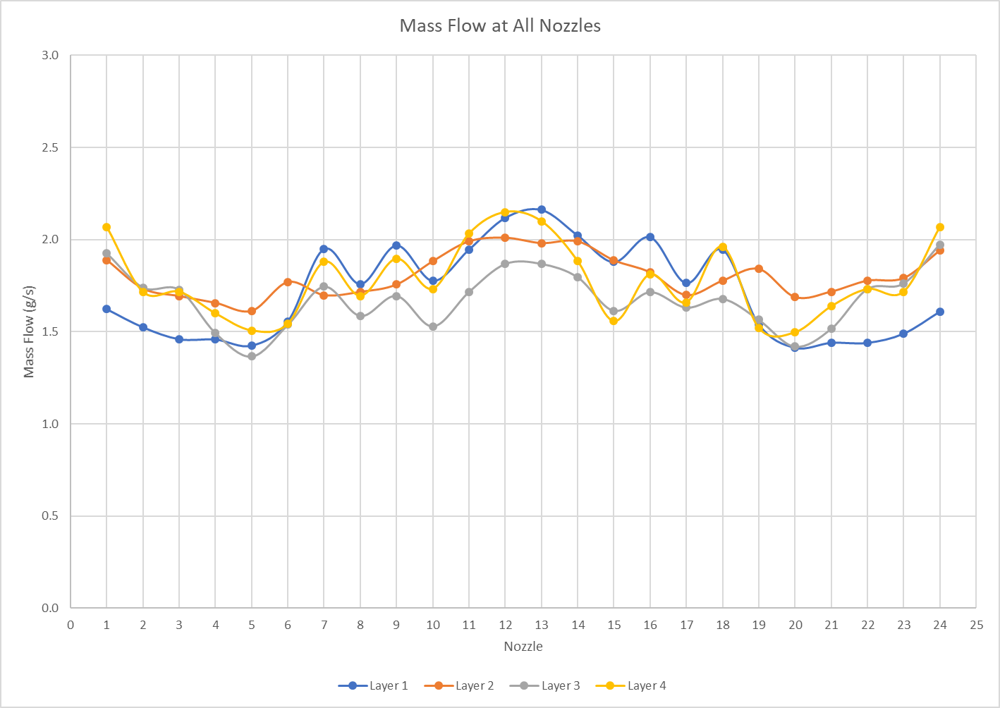 Mass Flow at All Nozzles
3.0
2.5
2.0
1.5
1.0
0.5
0.0
Mass Flow (g/s)
0 1 2 3 4 5 6 7 8 9 10 11 12 13 14 15 16 17 18 19 20 21 22 23 24 25
Nozzle
Layer 1 Layer 2 Layer 3 Layer 4